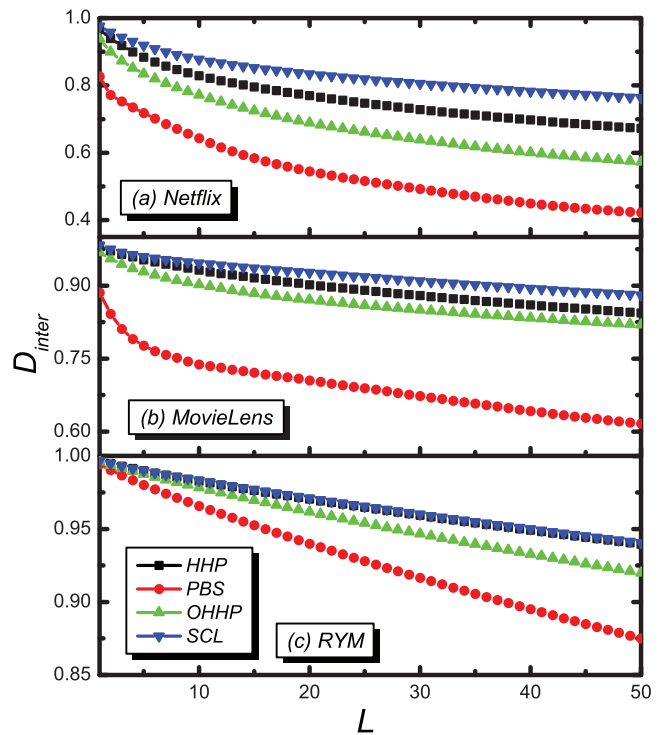 1.0
0.8
0.6
0.4
(a) Netflix
0.90
0.75
0.60
(b) MovieLens
D_inter
1.00
0.95
0.90
0.85
HHP
PBS
OHHP
SCL
(c) RYM
10 20 30 40 50
L